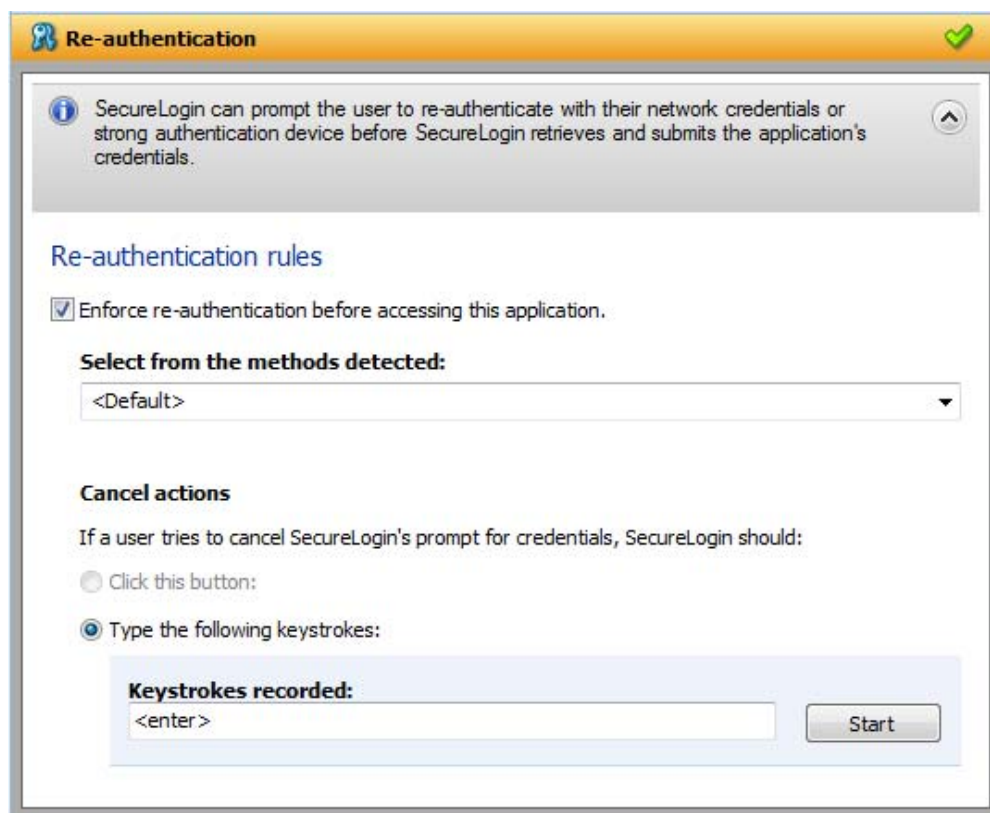 Re-authentication
SecureLogin can prompt the user to re-authenticate with their network credentials or
strong authentication device before SecureLogin retrieves and submits the application's
credentials.
Re-authentication rules
Enforce re-authentication before accessing this application.
Select from the methods detected:
<Default>
Cancel actions
If a user tries to cancel SecureLogin's prompt for credentials, SecureLogin should:
Click this button:
Type the following keystrokes:
Keystrokes recorded:
<enter>
Start